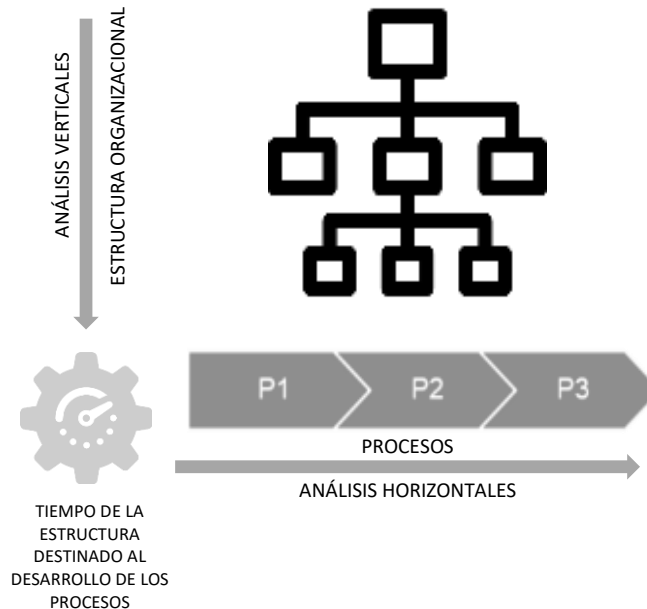 ANÁLISIS VERTICALES
ESTRUCTURA ORGANIZACIONAL
P1
P2
P3
PROCESOS
ANÁLISIS HORIZONTALES
TIEMPO DE LA
ESTRUCTURA
DESTINADO AL
DESARROLLO DE LOS
PROCESOS